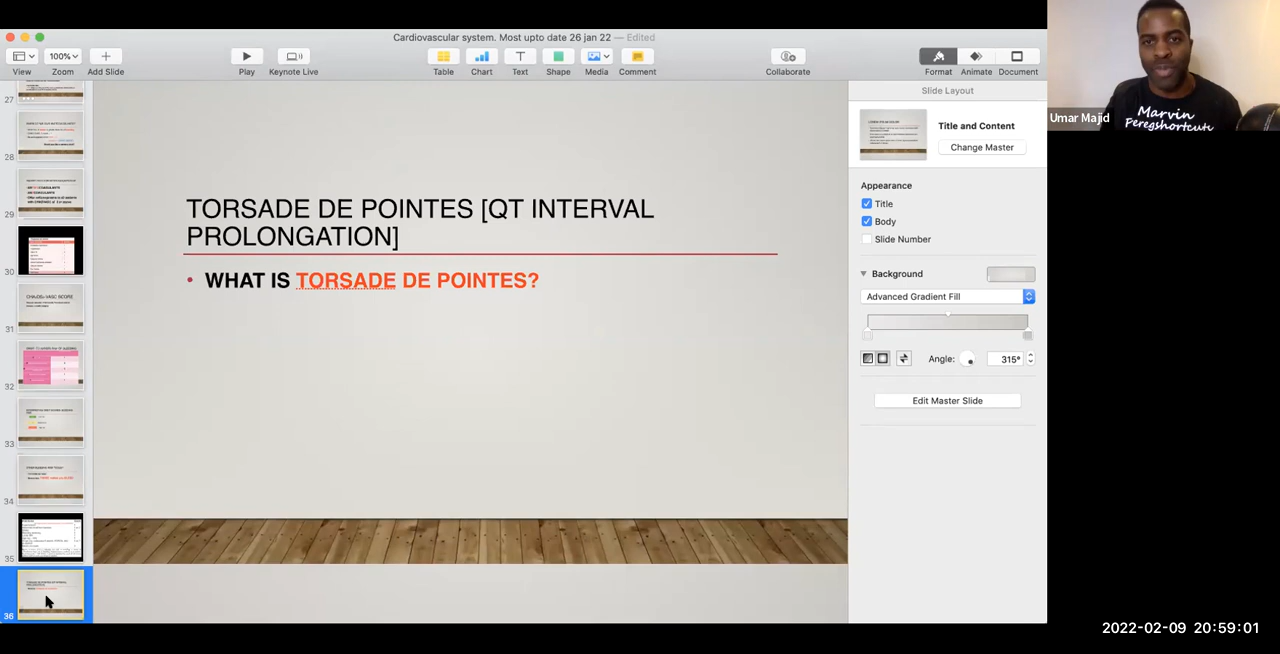 Cardiovascular system. Most upto date 26 jan 22 — Edited
100%
View
Zoom
Add Slide
Play
Keynote Live
Table
Chart
Text
Shape
Media
Comment
Collaborate
Format
Animate
Document
27
28
29
30
31
CHA2DS2-VASC SCORE
32
33
34
35
36
TORSADE DE POINTES [QT INTERVAL
PROLONGATION]
• WHAT IS TORSADE DE POINTES?
Slide Layout
Title and Content
Change Master
Appearance
Title
Body
Slide Number
Background
Advanced Gradient Fill
Angle:
315°
Edit Master Slide
Marvin
Umar Majid
2022-02-09 20:59:01